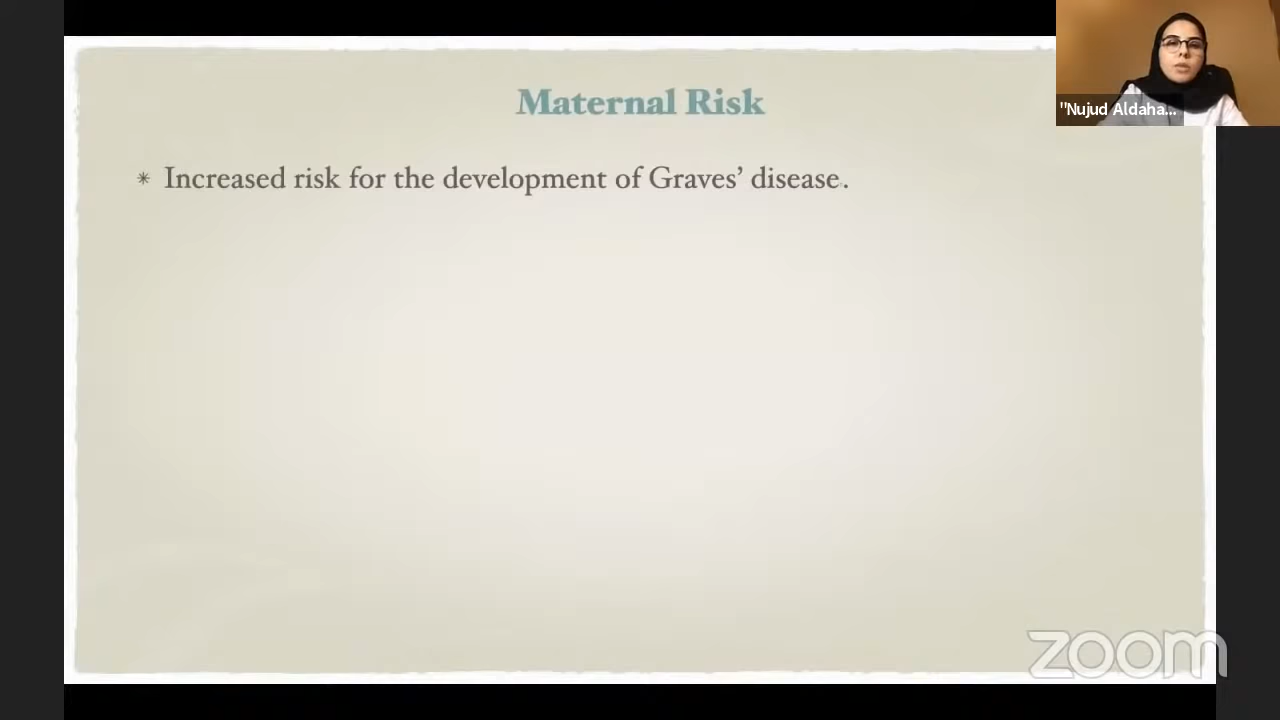 Maternal Risk
"Nujud Aldaha...
* Increased risk for the development of Graves’ disease .
zoom